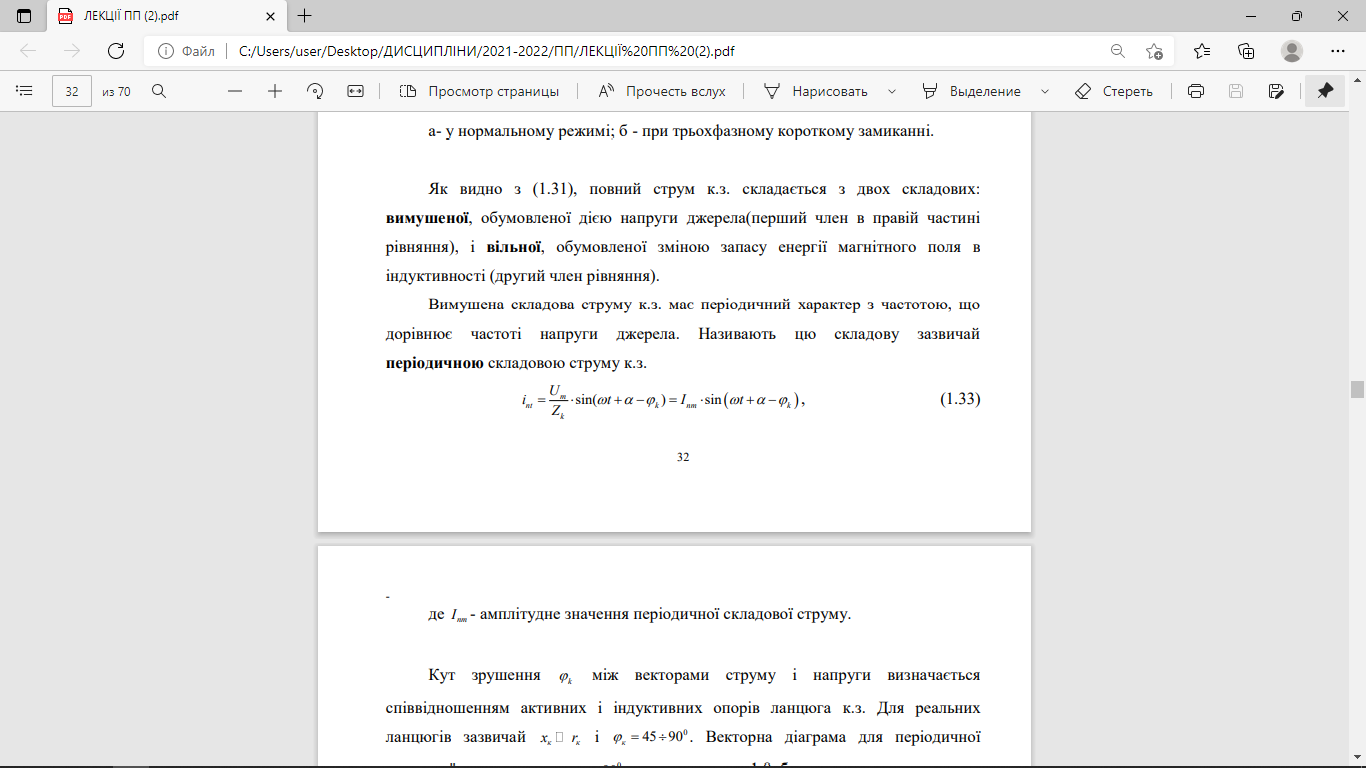 ЛЕКЦІЇ ПП (2).pdf
Файл C:/Users/user/Desktop/ДИСЦИПЛІНИ/2021-2022/ПП/ЛЕКЦІЇ%20ПП%20(2).pdf
32 из 70 Просмотр страницы Прочесть вслух Нарисовать Выделение Стереть
а- у нормальному режимі; б - при трьохфазному короткому замиканні.
Як видно з (1.31), повний струм к.з. складається з двох складових:
вимушеної, обумовленої дією напруги джерела(перший член в правій частині
рівняння), і вільної, обумовленої зміною запасу енергії магнітного поля в
індуктивності (другий член рівняння).
Вимушена складова струму к.з. має періодичний характер з частотою, що
дорівнює частоті напруги джерела. Називають цю складову зазвичай
періодичною складовою струму к.з.
i_пt = U_m / Z_k · sin(ωt + α − φ_k) = I_пm · sin(ωt + α − φ_k), (1.33)
32
-
де I_пm - амплітудне значення періодичної складової струму.
Кут зрушення φ_k між векторами струму і напруги визначається
співвідношенням активних і індуктивних опорів ланцюга к.з. Для реальних
ланцюгів зазвичай x_к □ r_к і φ_к = 45÷90⁰. Векторна діаграма для періодичної